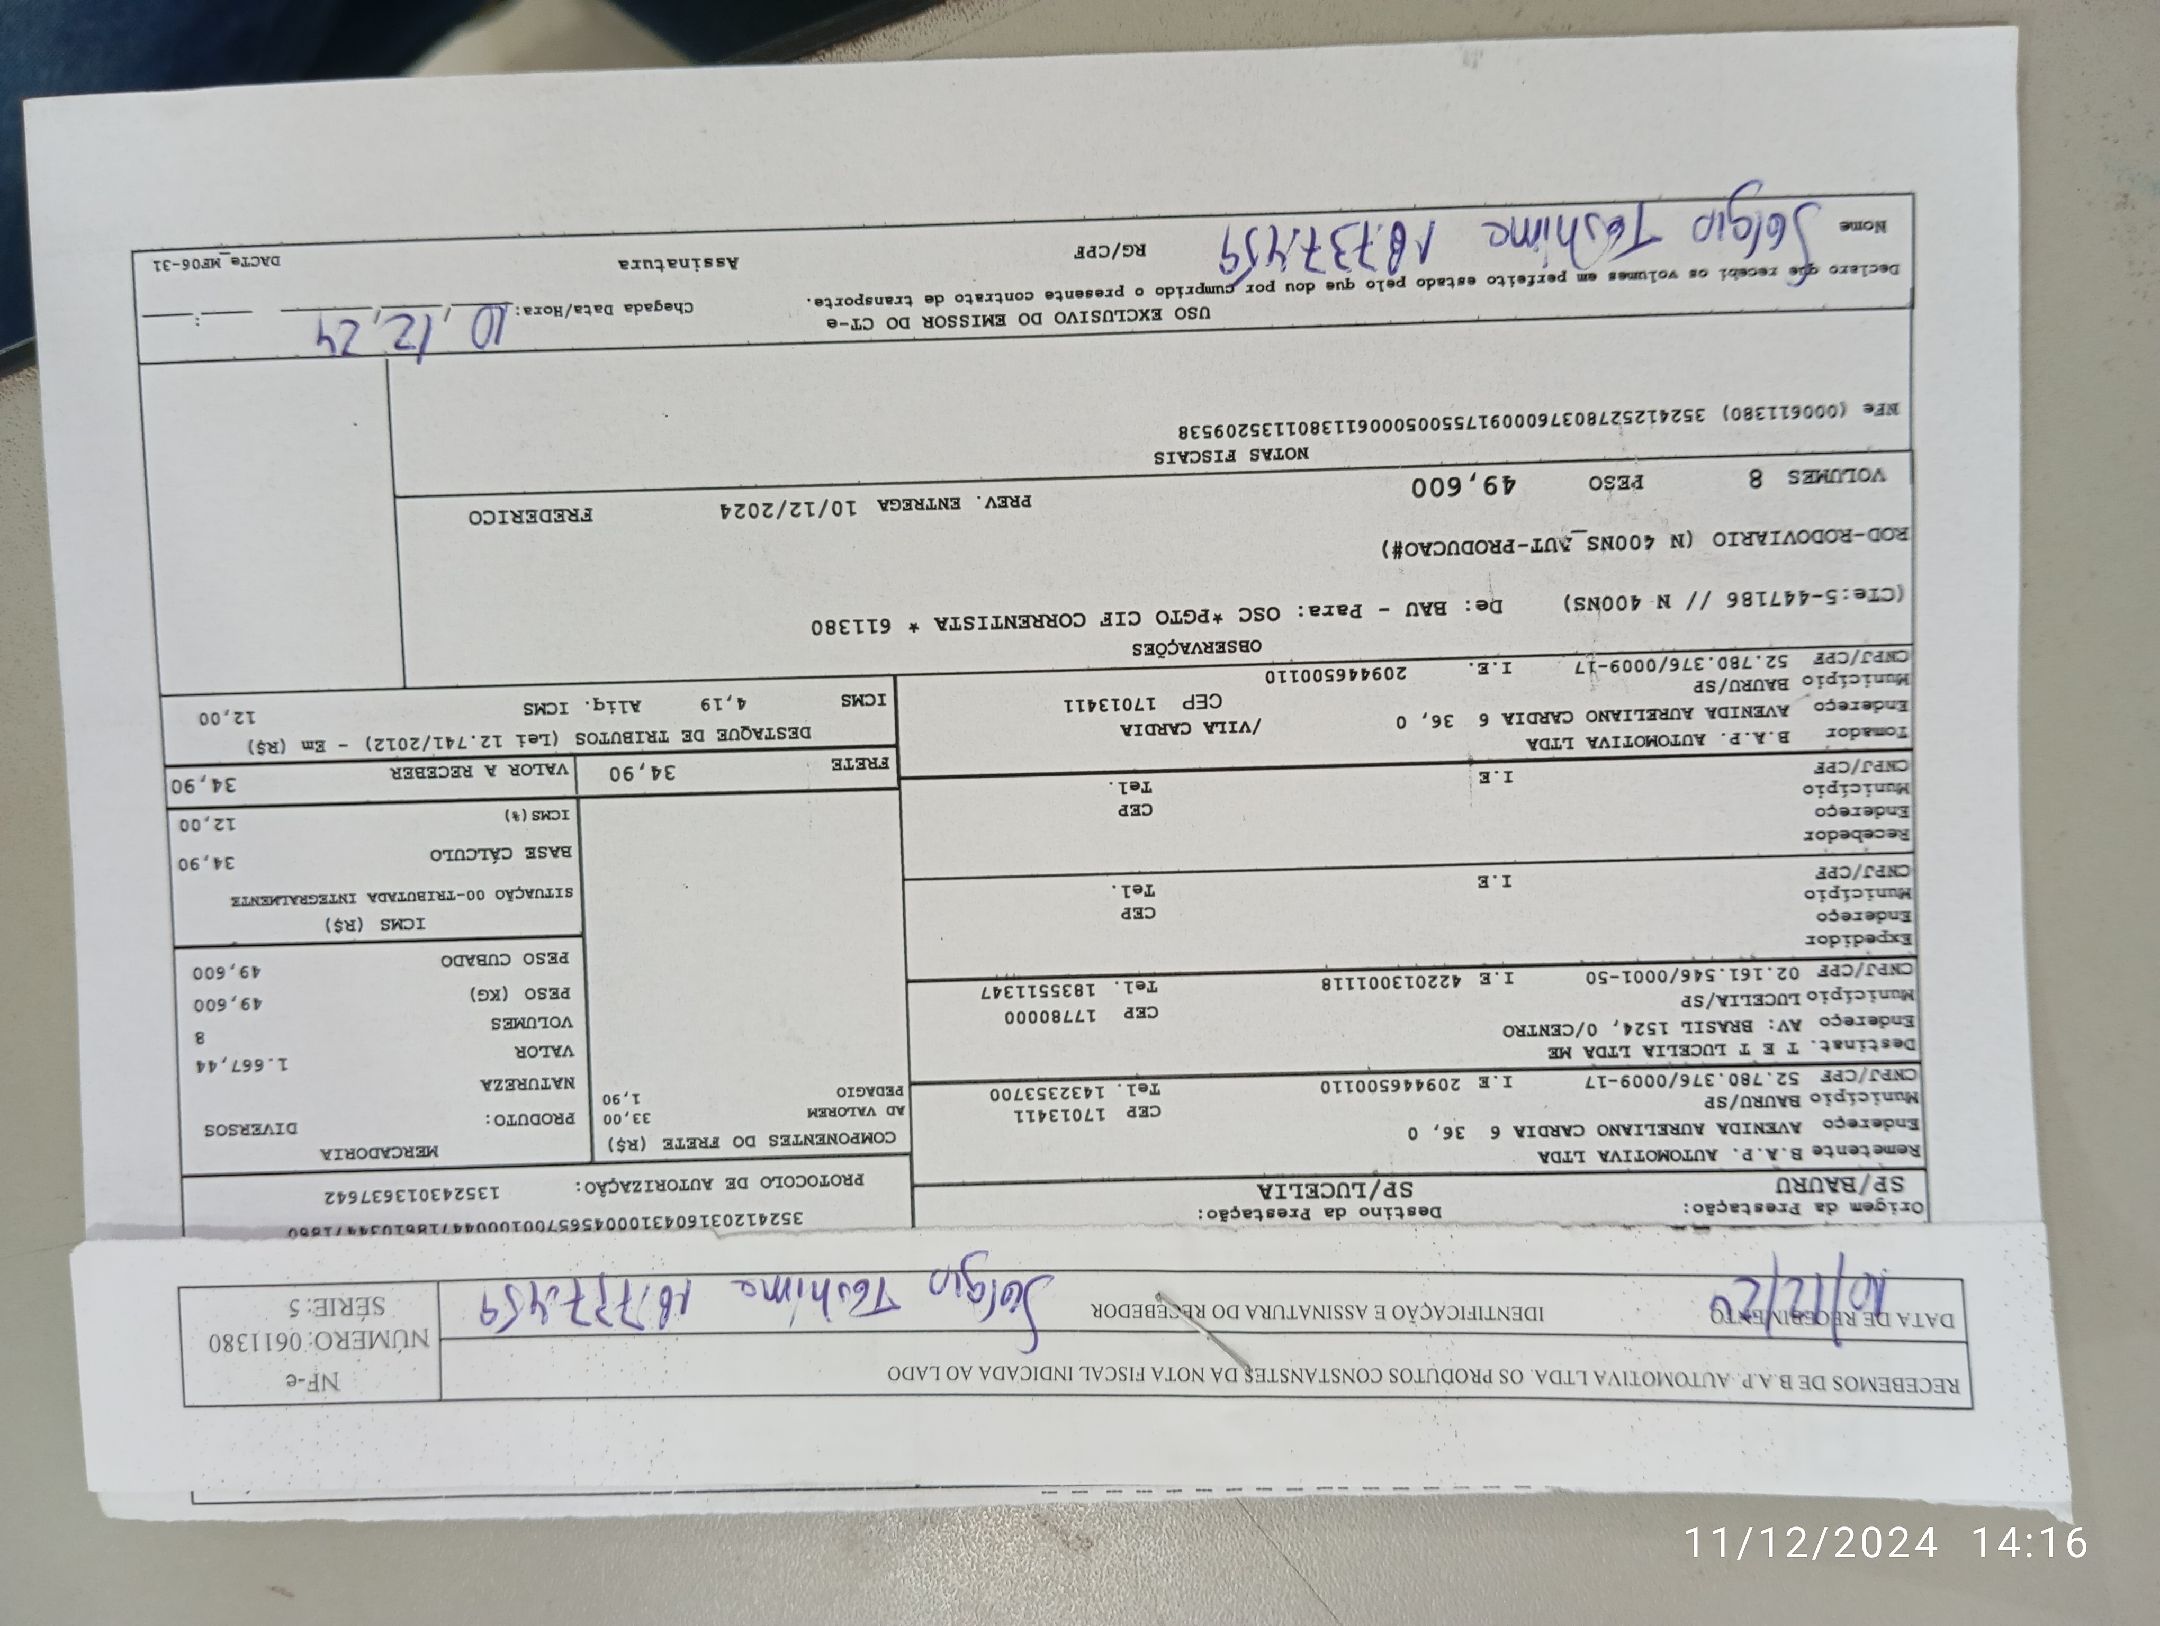 RECEBEMOS DE B.A.P. AUTOMOTIVA LTDA. OS PRODUTOS CONSTANSTES DA NOTA FISCAL INDICADA AO LADO
NF-e
NÚMERO: 0611380
SÉRIE: 5
DATA DE RECEBIMENTO
10/12/24
IDENTIFICAÇÃO E ASSINATURA DO RECEBEDOR
Sérgio Toshime 18.737.459
Origem da Prestação:
SP/BAURU
Destino da Prestação:
SP/LUCELIA
PROTOCOLO DE AUTORIZAÇÃO: 135243013637642
Remetente B.A.P. AUTOMOTIVA LTDA
Endereço AVENIDA AURELIANO CARDIA 6 36, 0
Município BAURU/SP CEP 17013411
CNPJ/CPF 52.780.376/0009-17 I.E 209446500110 Tel. 1432353700
Destinat. T E T LUCELIA LTDA ME
Endereço AV: BRASIL 1524, 0/CENTRO
Município LUCELIA/SP CEP 17780000
CNPJ/CPF 02.161.546/0001-50 I.E 422013001118 Tel. 1835511347
Expedidor
Endereço
Município CEP
CNPJ/CPF I.E Tel.
Recebedor
Endereço
Município CEP
CNPJ/CPF I.E Tel.
Tomador B.A.P. AUTOMOTIVA LTDA
Endereço AVENIDA AURELIANO CARDIA 6 36, 0 /VILA CARDIA
Município BAURU/SP CEP 17013411
CNPJ/CPF 52.780.376/0009-17 I.E. 209446500110
COMPONENTES DO FRETE (R$)
AD VALOREM 33,00
PEDAGIO 1,90
MERCADORIA
PRODUTO: DIVERSOS
NATUREZA
VALOR 1.667,44
VOLUMES 8
PESO (KG) 49,600
PESO CUBADO 49,600
ICMS (R$)
SITUAÇÃO 00-TRIBUTADA INTEGRALMENTE
BASE CÁLCULO 34,90
ICMS (%) 12,00
FRETE 34,90 VALOR A RECEBER 34,90
DESTAQUE DE TRIBUTOS (Lei 12.741/2012) - Em (R$)
ICMS 4,19 Aliq. ICMS 12,00
OBSERVAÇÕES
(CTe:5-447186 // N 400NS) De: BAU - Para: OSC *PGTO CIF CORRENTISTA * 611380
ROD-RODOVIARIO (N 400NS_AUT-PRODUCAO#)
VOLUMES 8 PESO 49,600 PREV. ENTREGA 10/12/2024 FREDERICO
NOTAS FISCAIS
NFe (000611380) 35241252780376000917550050006113801135209538
USO EXCLUSIVO DO EMISSOR DO CT-e
Declaro que recebi os volumes em perfeito estado pelo que dou por cumprido o presente contrato de transporte.
Chegada Data/Hora: 10, 12, 24 :
Nome Sérgio Toshime 18.737.459 RG/CPF Assinatura DACTe_MF06-31
11/12/2024 14:16